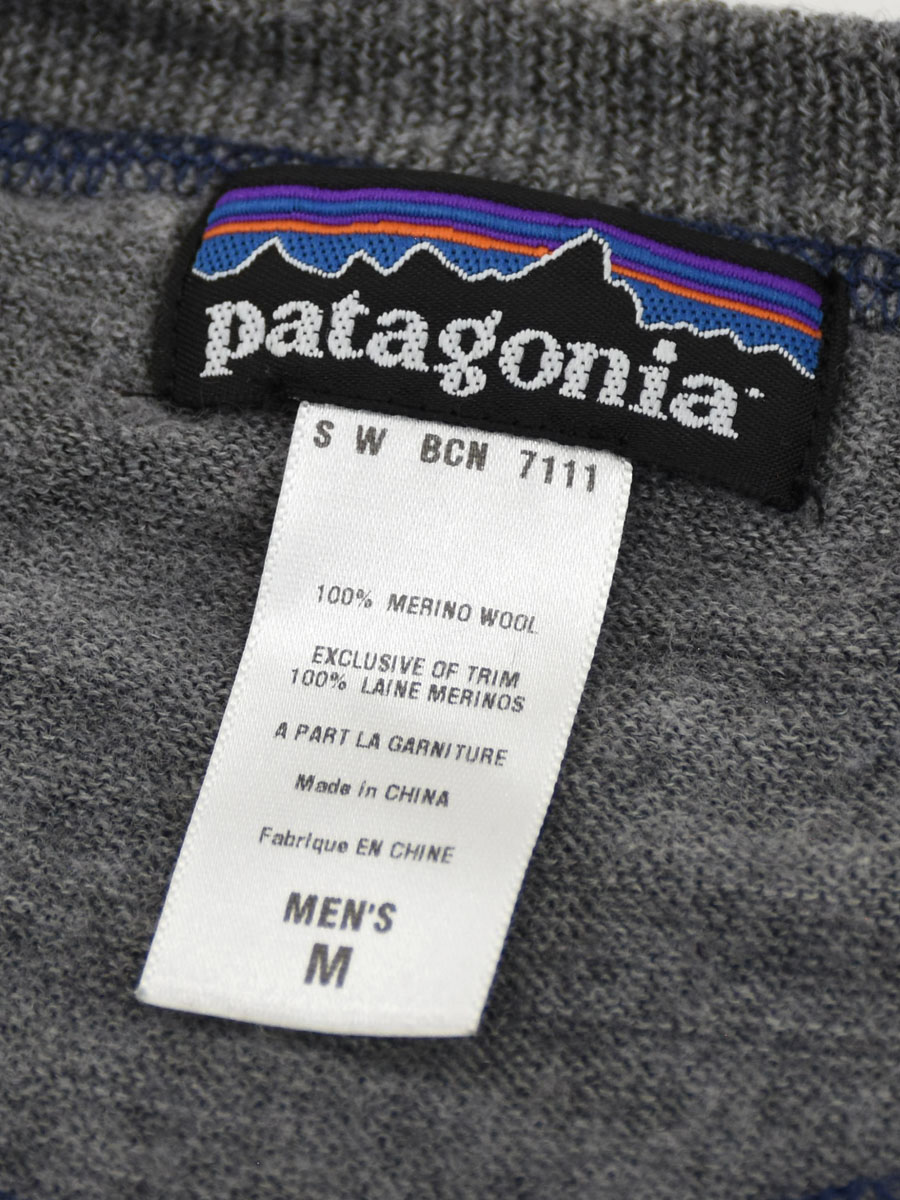 patagonia
S W BCN 7111
100% MERINO WOOL
EXCLUSIVE OF TRIM
100% LAINE MERINOS
A PART LA GARNITURE
Made in CHINA
Fabrique EN CHINE
MEN'S
M